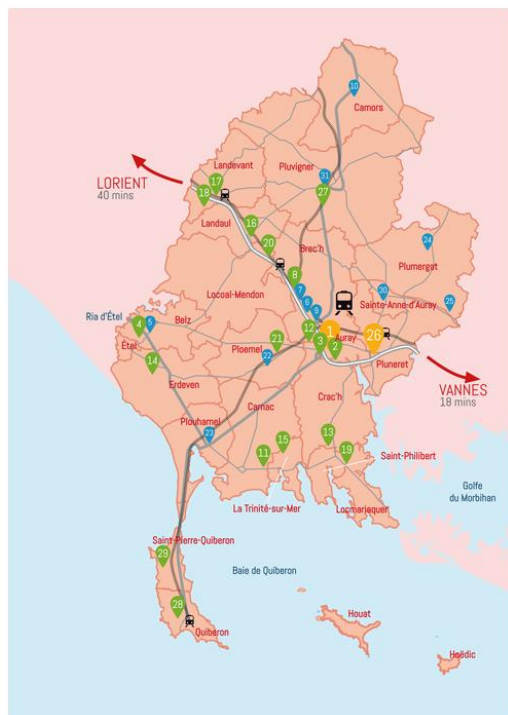 10
Camors
Landevant
Pluvigner
31
LORIENT
40 mins
17
18
27
Landaul
16
20
Brec'h
24
Plumergat
8
7
30
Sainte-Anne-d'Auray
25
Locoal-Mendon
6
9
Ria d'Étel
4
5
Belz
12
1
Auray
26
21
3
2
Ploemel
22
Pluneret
Étel
14
Erdeven
VANNES
18 mins
Carnac
Crac'h
Plouharnel
22
13
15
11
19
Saint-Philibert
Golfe
du Morbihan
La Trinité-sur-Mer
Locmariaquer
Saint-Pierre-Quiberon
29
Baie de Quiberon
28
Quiberon
Houat
Hoëdic